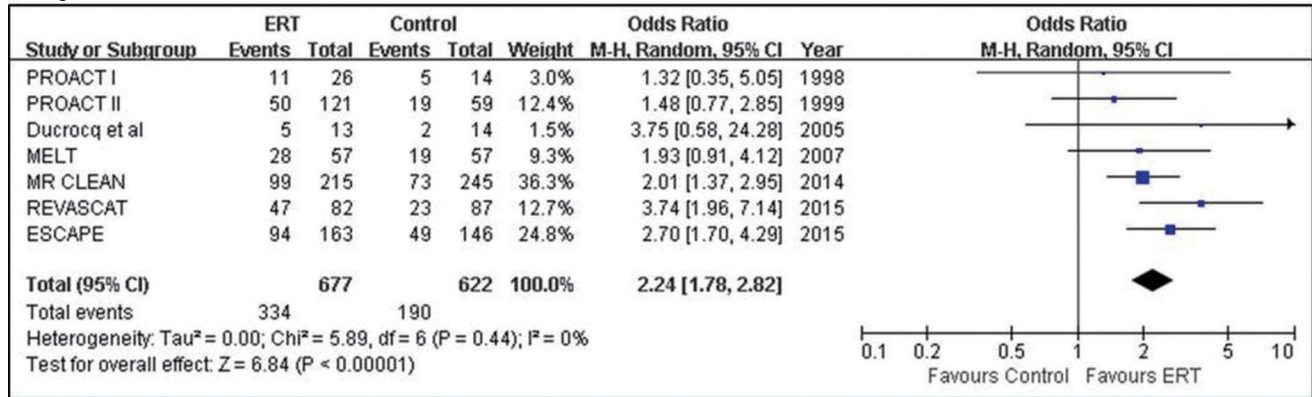 ERT Control Odds Ratio Odds Ratio
Study or Subgroup Events Total Events Total Weight M-H, Random, 95% CI Year M-H, Random, 95% CI
PROACT I 11 26 5 14 3.0% 1.32 [0.35, 5.05] 1998
PROACT II 50 121 19 59 12.4% 1.48 [0.77, 2.85] 1999
Ducrocq et al 5 13 2 14 1.5% 3.75 [0.58, 24.28] 2005
MELT 28 57 19 57 9.3% 1.93 [0.91, 4.12] 2007
MR CLEAN 99 215 73 245 36.3% 2.01 [1.37, 2.95] 2014
REVASCAT 47 82 23 87 12.7% 3.74 [1.96, 7.14] 2015
ESCAPE 94 163 49 146 24.8% 2.70 [1.70, 4.29] 2015
Total (95% CI) 677 622 100.0% 2.24 [1.78, 2.82]
Total events 334 190
Heterogeneity: Tau² = 0.00; Chi² = 5.89, df = 6 (P = 0.44); I² = 0%
Test for overall effect: Z = 6.84 (P < 0.00001)
0.1 0.2 0.5 1 2 5 10
Favours Control Favours ERT